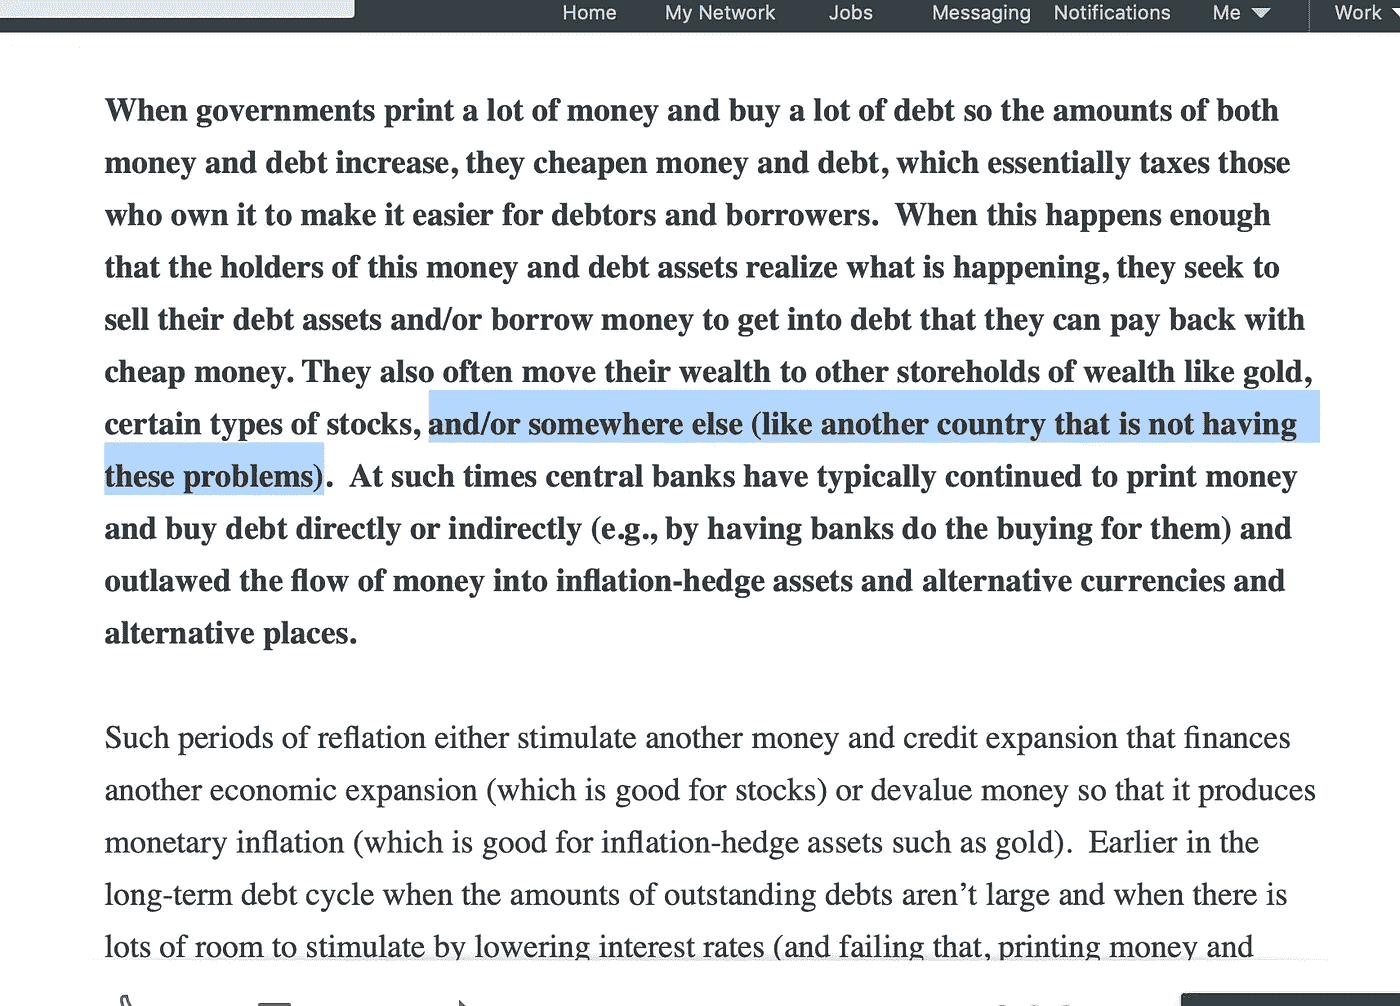 Home My Network Jobs Messaging Notifications Me Work
When governments print a lot of money and buy a lot of debt so the amounts of both
money and debt increase, they cheapen money and debt, which essentially taxes those
who own it to make it easier for debtors and borrowers.  When this happens enough
that the holders of this money and debt assets realize what is happening, they seek to
sell their debt assets and/or borrow money to get into debt that they can pay back with
cheap money. They also often move their wealth to other storeholds of wealth like gold,
certain types of stocks, and/or somewhere else (like another country that is not having
these problems).  At such times central banks have typically continued to print money
and buy debt directly or indirectly (e.g., by having banks do the buying for them) and
outlawed the flow of money into inflation-hedge assets and alternative currencies and
alternative places.
Such periods of reflation either stimulate another money and credit expansion that finances
another economic expansion (which is good for stocks) or devalue money so that it produces
monetary inflation (which is good for inflation-hedge assets such as gold).  Earlier in the
long-term debt cycle when the amounts of outstanding debts aren’t large and when there is
lots of room to stimulate by lowering interest rates (and failing that, printing money and